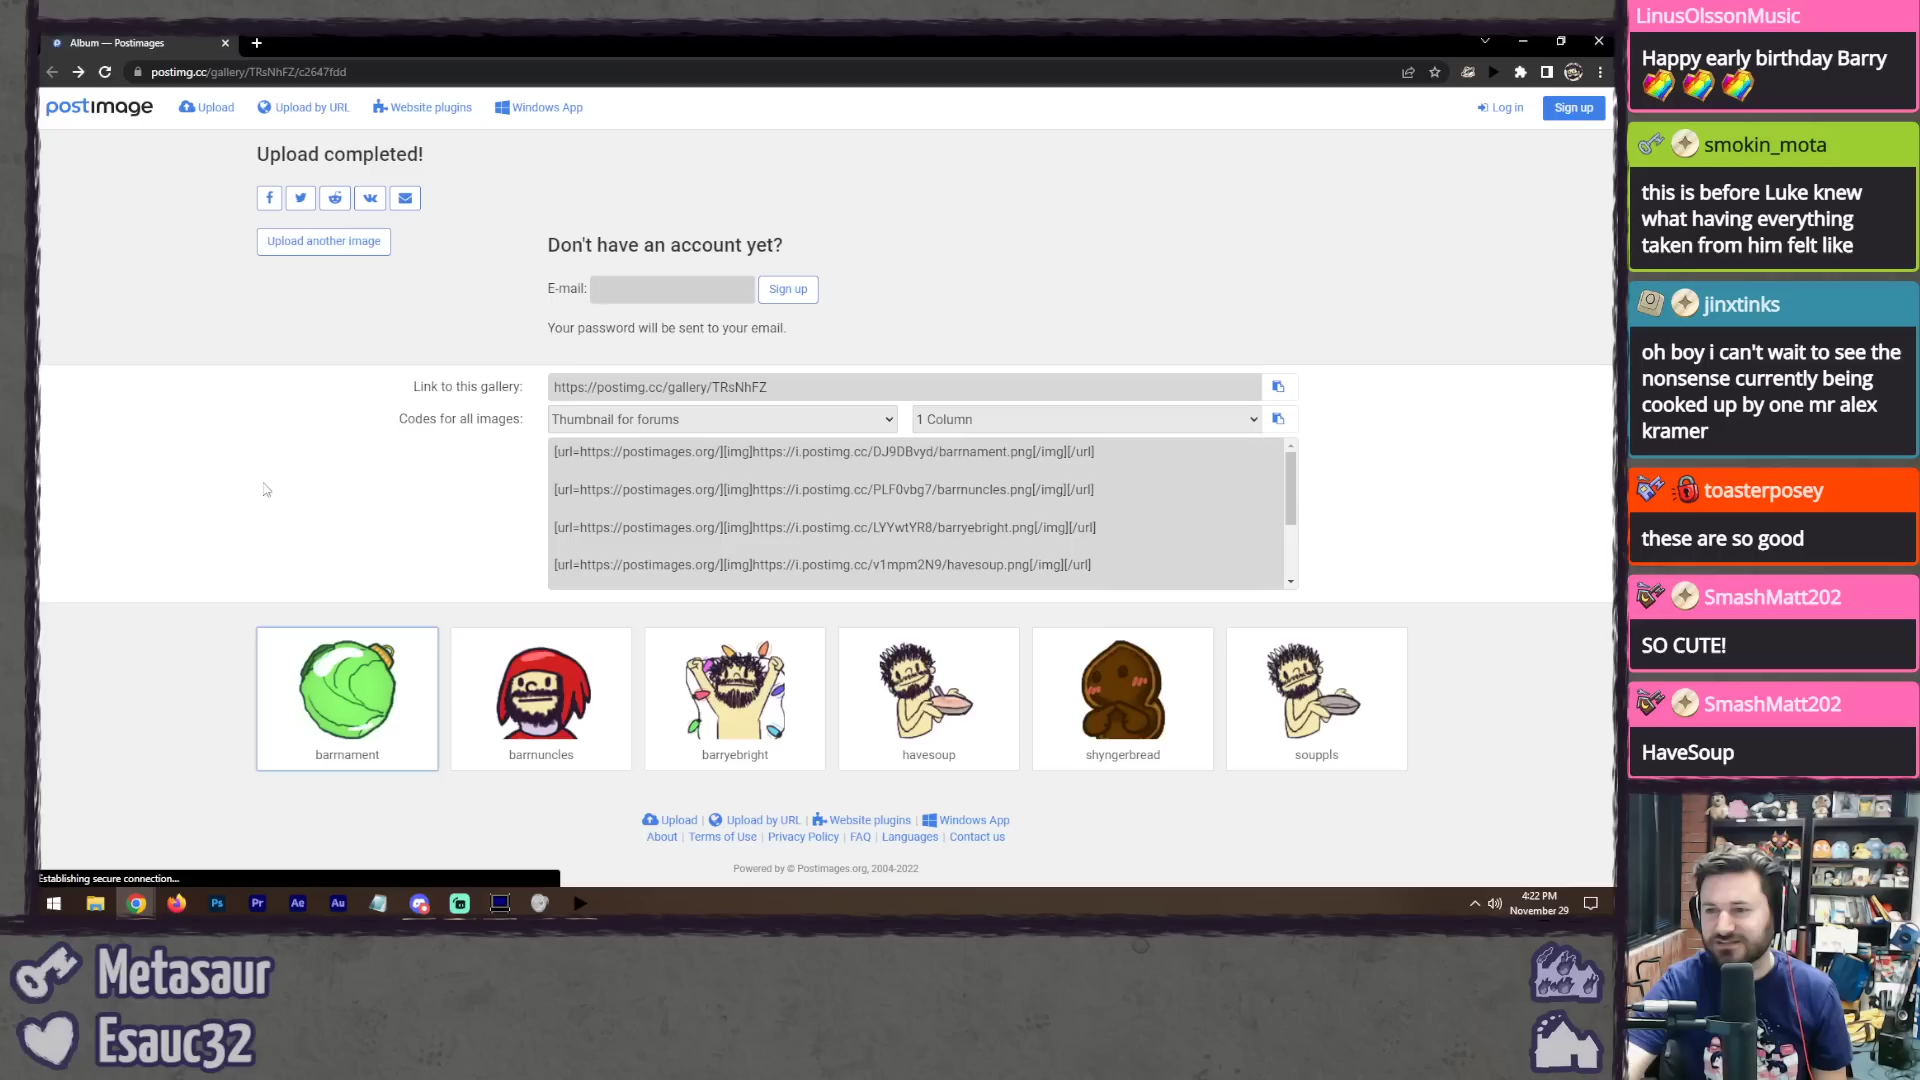 Album — Postimages
postimg.cc/gallery/TRsNhFZ/c2647fdd
postimage
Upload
Upload by URL
Website plugins
Windows App
Log in
Sign up
Upload completed!
Upload another image
Don't have an account yet?
E-mail:
Sign up
Your password will be sent to your email.
Link to this gallery:
https://postimg.cc/gallery/TRsNhFZ
Codes for all images:
Thumbnail for forums
1 Column
[url=https://postimages.org/][img]https://i.postimg.cc/DJ9DBvyd/barrnament.png[/img][/url]
[url=https://postimages.org/][img]https://i.postimg.cc/PLF0vbg7/barrnuncles.png[/img][/url]
[url=https://postimages.org/][img]https://i.postimg.cc/LYYwtYR8/barryebright.png[/img][/url]
[url=https://postimages.org/][img]https://i.postimg.cc/v1mpm2N9/havesoup.png[/img][/url]
barrnament
barrnuncles
barryebright
havesoup
shyngerbread
souppls
Upload | Upload by URL | Website plugins | Windows App
About | Terms of Use | Privacy Policy | FAQ | Languages | Contact us
Powered by © Postimages.org, 2004-2022
Establishing secure connection...
Ps
Pr
Ae
Au
4:22 PM
November 29
Metasaur
Esauc32
LinusOlssonMusic
Happy early birthday Barry
smokin_mota
this is before Luke knew
what having everything
taken from him felt like
jinxtinks
oh boy i can't wait to see the
nonsense currently being
cooked up by one mr alex
kramer
toasterposey
these are so good
SmashMatt202
SO CUTE!
SmashMatt202
HaveSoup